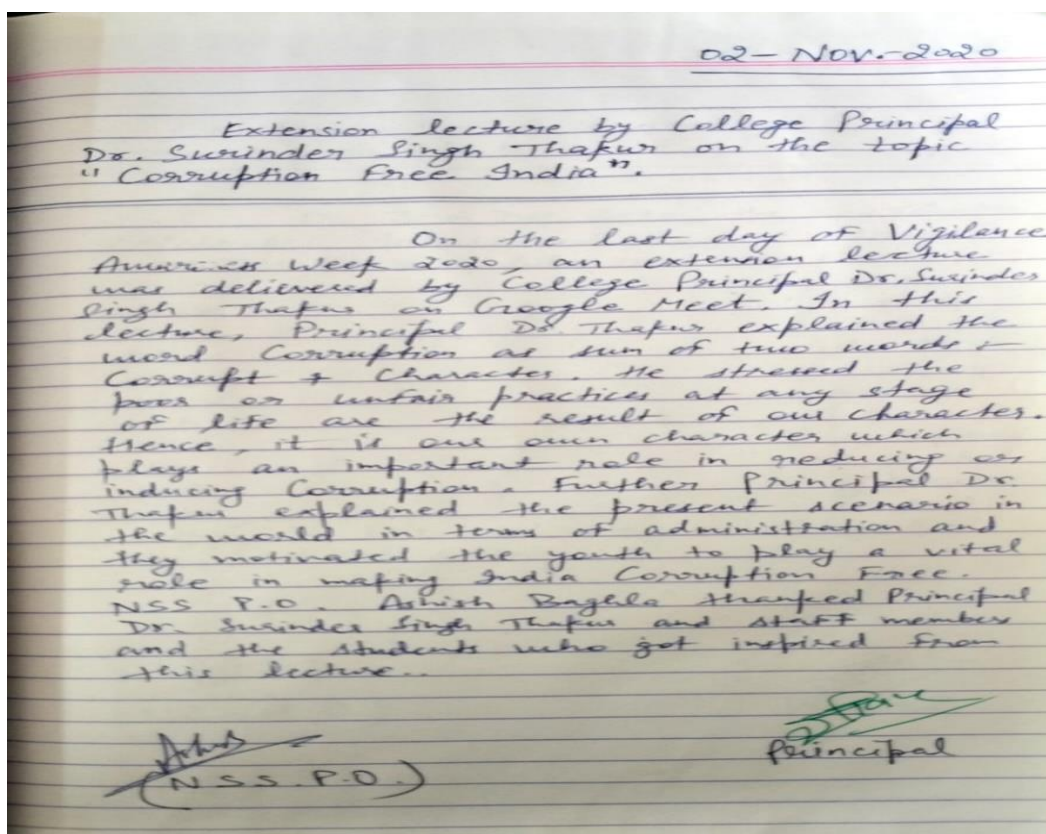 02-Nov.-2020
Extension lecture by College Principal
Dr. Surinder Singh Thakur on the topic
"Corruption Free India".
On the last day of Vigilance
Awareness Week 2020, an extension lecture
was delivered by College Principal Dr. Surinder
Singh Thakur on Google Meet. In this
lecture, Principal Dr. Thakur explained the
word Corruption as sum of two words :-
Corrupt + Character. He stressed the
poor or unfair practices at any stage
of life are the result of our character.
Hence, it is our own character which
plays an important role in reducing or
inducing Corruption. Further Principal Dr.
Thakur explained the present scenario in
the world in terms of administration and
they motivated the youth to play a vital
role in making India Corruption Free.
NSS P.O. Ashish Baghla thanked Principal
Dr. Surinder Singh Thakur and staff member
and the students who got inspired from
this lecture..
Principal
(N.S.S. P.O.)